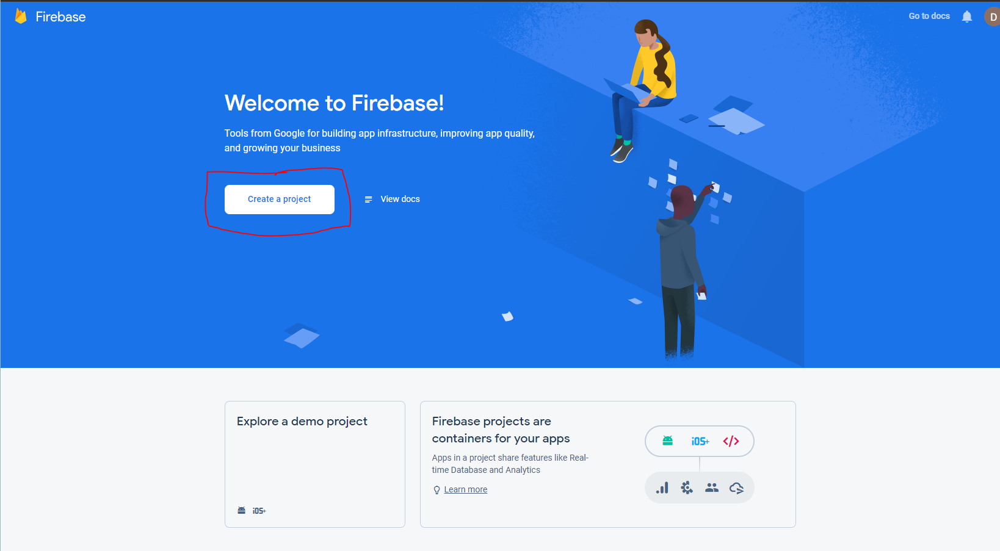 Firebase
Go to docs
D
Welcome to Firebase!
Tools from Google for building app infrastructure, improving app quality,
and growing your business
Create a project
View docs
Explore a demo project
iOS+
Firebase projects are
containers for your apps
Apps in a project share features like Real-
time Database and Analytics
Learn more
iOS+